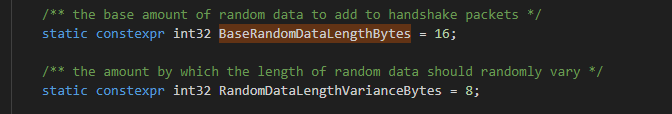 /** the base amount of random data to add to handshake packets */
static constexpr int32 BaseRandomDataLengthBytes = 16;
/** the amount by which the length of random data should randomly vary */
static constexpr int32 RandomDataLengthVarianceBytes = 8;